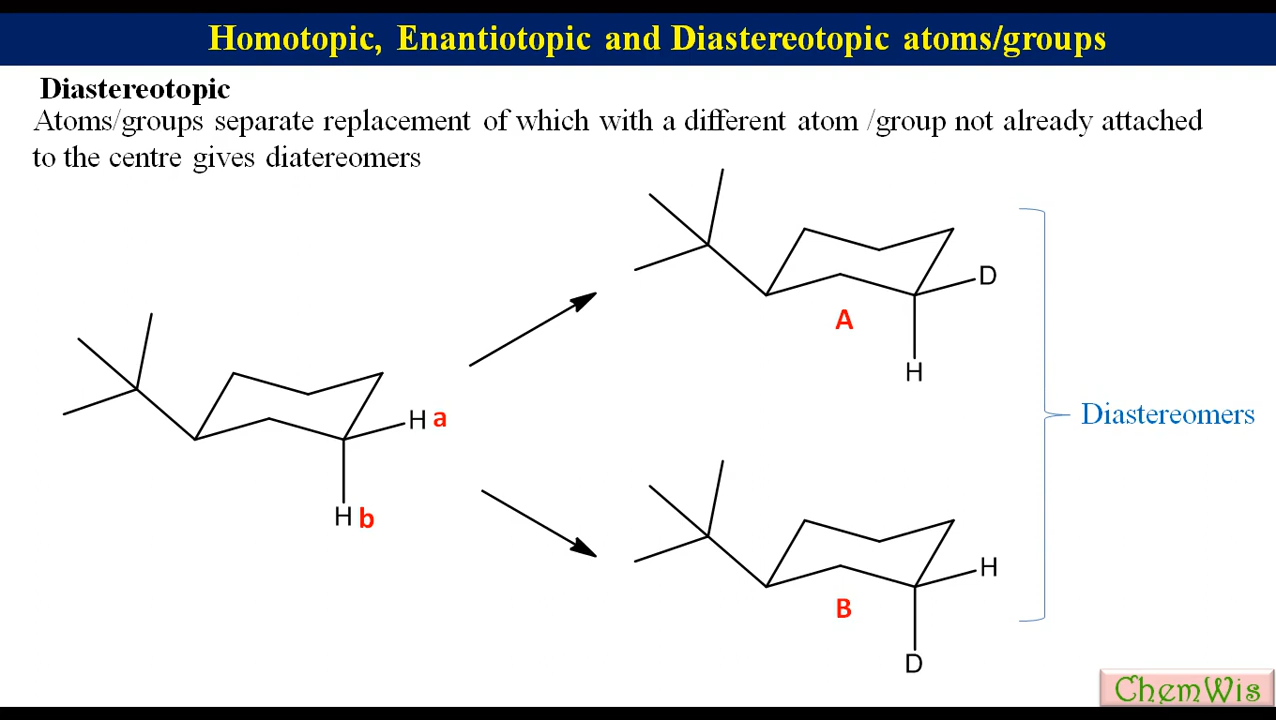 Homotopic, Enantiotopic and Diastereotopic atoms/groups
Diastereotopic
Atoms/groups separate replacement of which with a different atom /group not already attached
to the centre gives diatereomers
D
A
H
H a
H b
Diastereomers
H
B
D
ChemWis